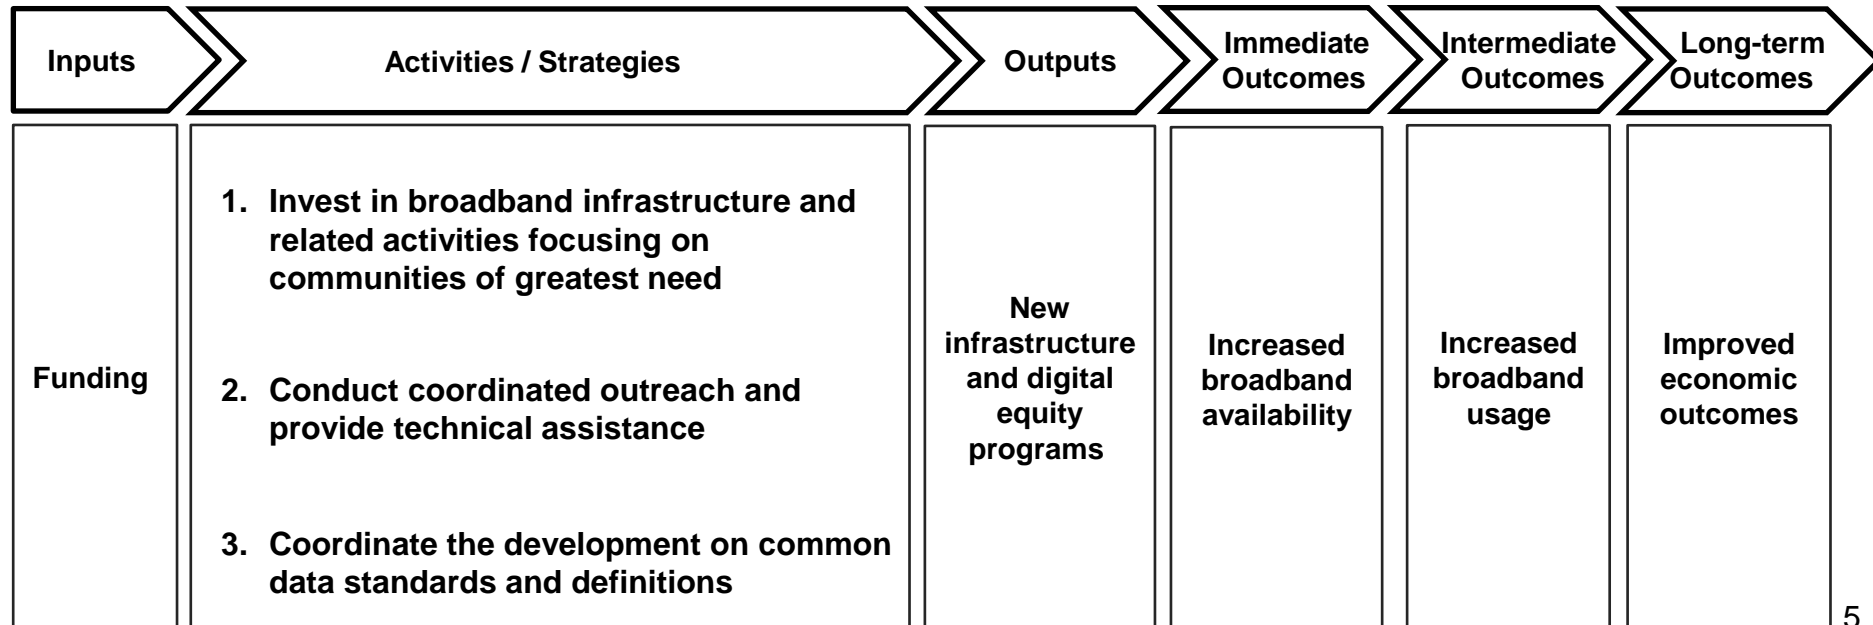 Inputs
Activities / Strategies
Outputs
Immediate
Outcomes
Intermediate
Outcomes
Long-term
Outcomes
Funding
1. Invest in broadband infrastructure and
related activities focusing on
communities of greatest need
2. Conduct coordinated outreach and
provide technical assistance
3. Coordinate the development on common
data standards and definitions
New
infrastructure
and digital
equity
programs
Increased
broadband
availability
Increased
broadband
usage
Improved
economic
outcomes
5